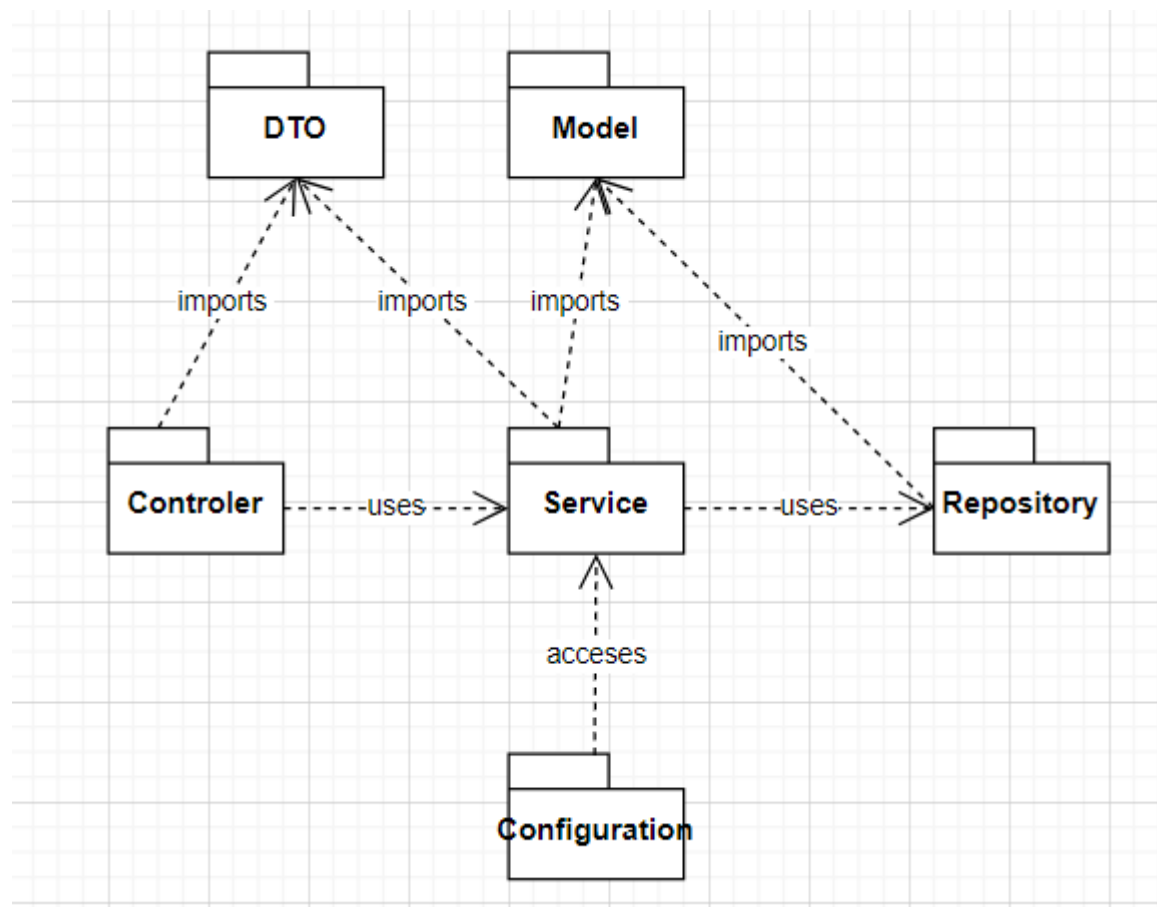 DTO
Model
imports
imports
imports
imports
Controler
uses
Service
uses
Repository
acceses
Configuration